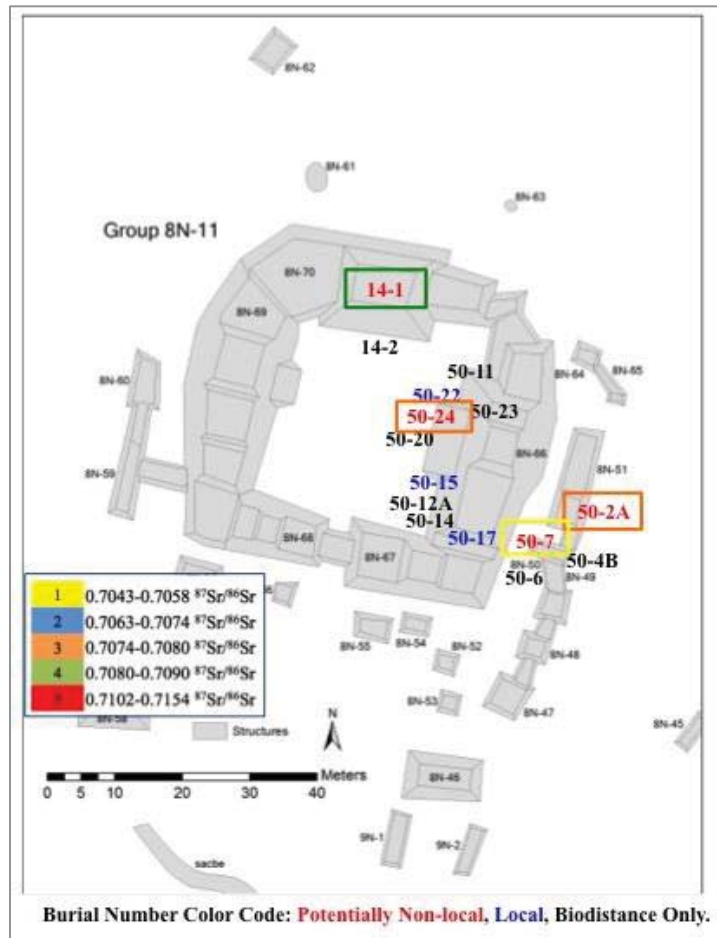 8N-62
8N-61
8N-63
Group 8N-11
8N-70
14-1
8N-69
14-2
8N-64
8N-60
50-11
8N-65
50-22
50-24
50-23
50-20
8N-66
8N-51
8N-59
50-15
50-12A
50-2A
50-14
50-17
50-7
8N-68
8N-67
8N-50
50-4B
50-6
8N-49
1 0.7043-0.7058 ⁸⁷Sr/⁸⁶Sr
2 0.7063-0.7074 ⁸⁷Sr/⁸⁶Sr
3 0.7074-0.7080 ⁸⁷Sr/⁸⁶Sr
4 0.7080-0.7090 ⁸⁷Sr/⁸⁶Sr
0.7102-0.7154 ⁸⁷Sr/⁸⁶Sr
8N-55
8N-54
8N-52
8N-48
8N-53
8N-47
8N-58
Structures
N
8N-45
Meters
0 5 10 20 30 40
8N-46
9N-1
9N-2
sacbe
Burial Number Color Code: Potentially Non-local, Local, Biodistance Only.